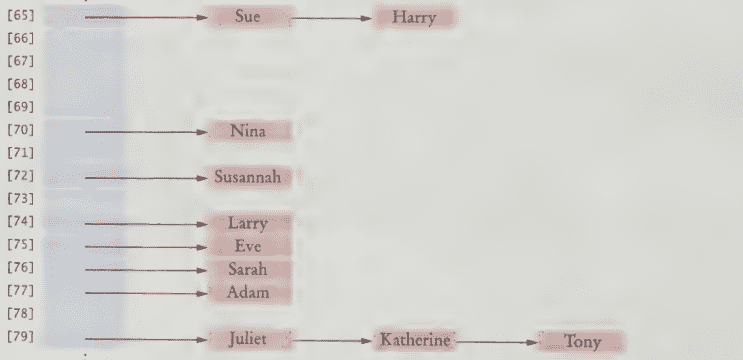 [65] Sue Harry
[66]
[67]
[68]
[69]
[70] Nina
[71]
[72] Susannah
[73]
[74] Larry
[75] Eve
[76] Sarah
[77] Adam
[78]
[79] Juliet Katherine Tony